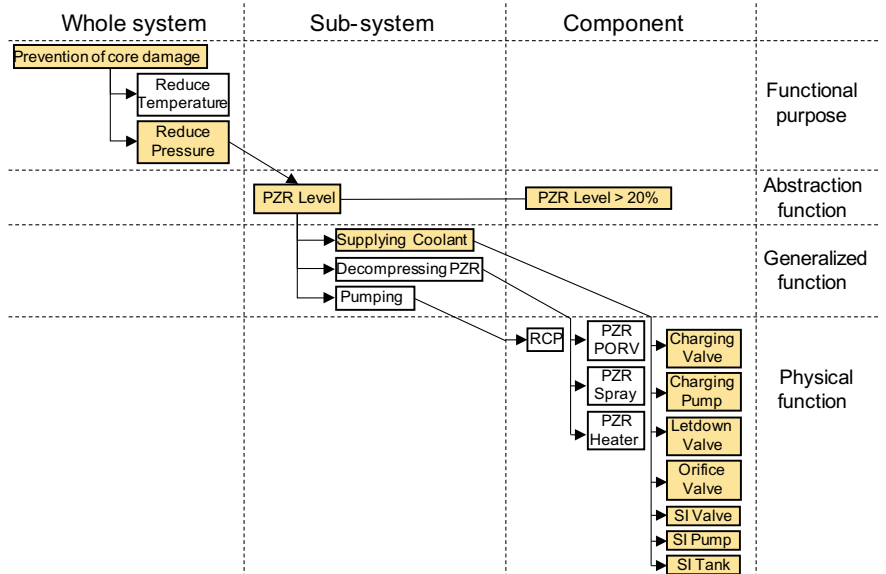 Whole system
Sub-system
Component
Prevention of core damage
Reduce
Temperature
Reduce
Pressure
Functional
purpose
PZR Level
PZR Level > 20%
Abstraction
function
Supplying Coolant
Decompressing PZR
Pumping
Generalized
function
RCP
PZR
PORV
PZR
Spray
PZR
Heater
Charging
Valve
Charging
Pump
Letdown
Valve
Orifice
Valve
SI Valve
SI Pump
SI Tank
Physical
function